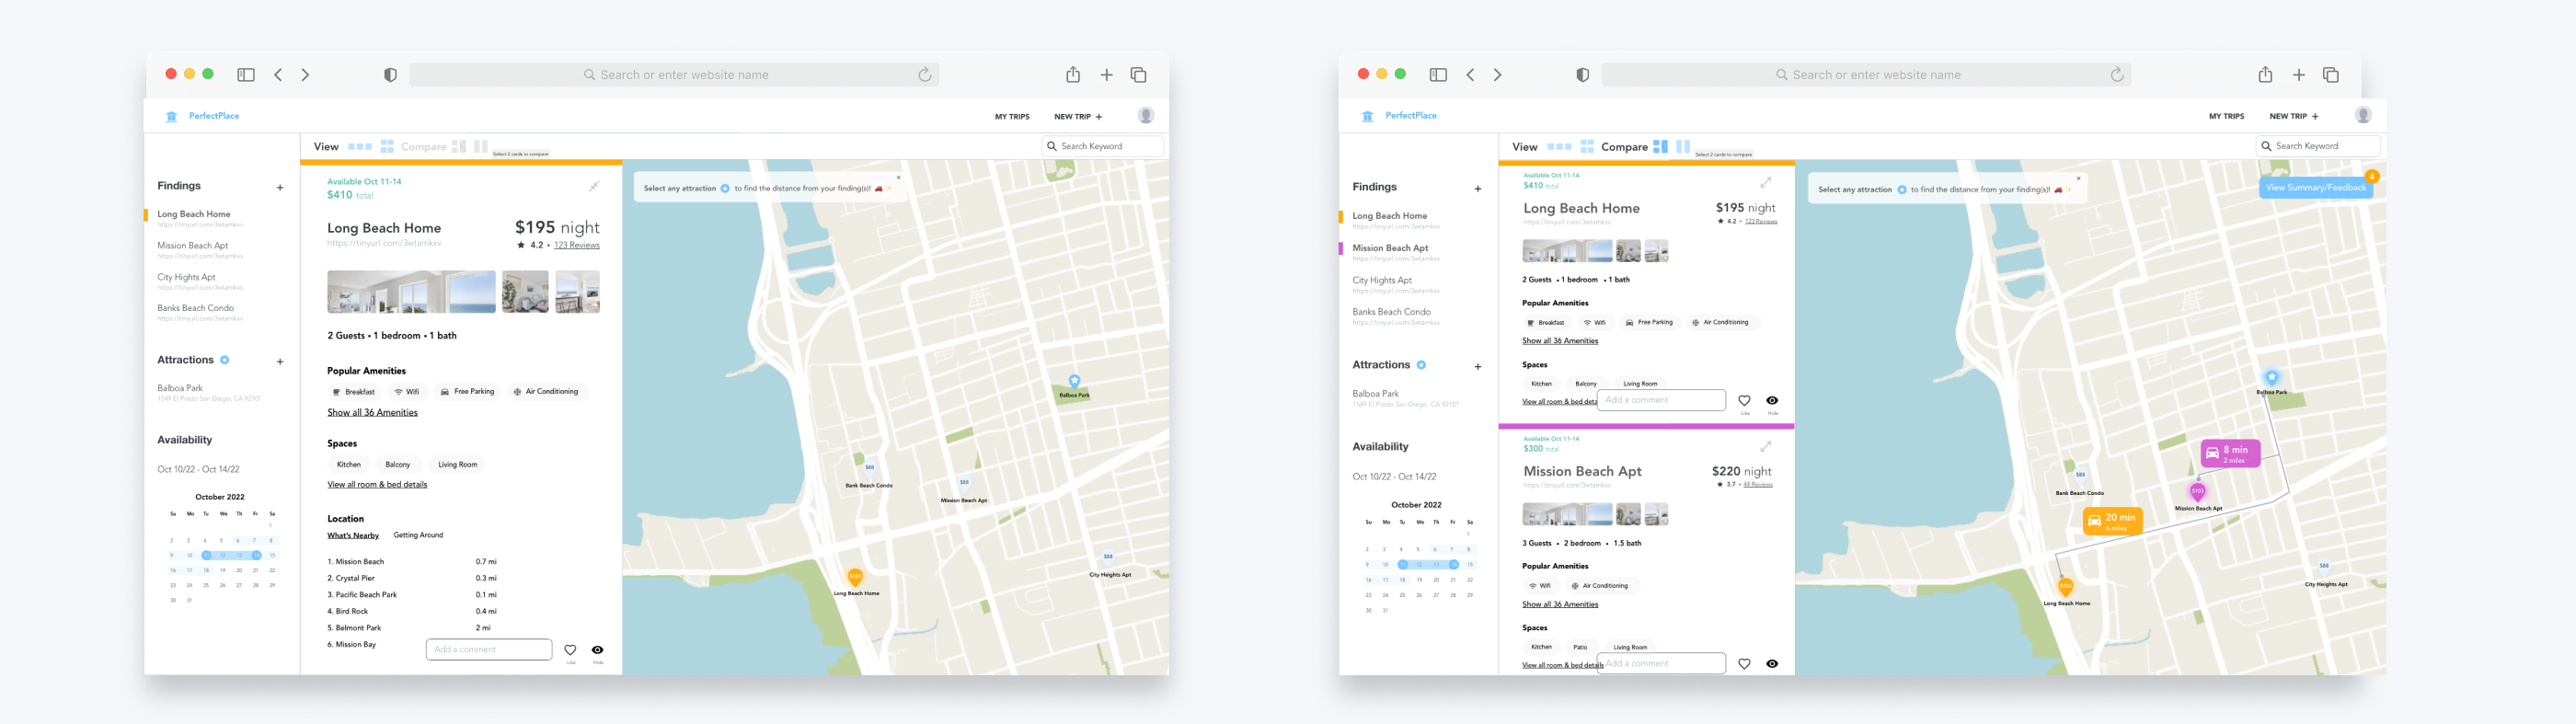 Search or enter website name
PerfectPlace
MY TRIPS NEW TRIP +
View Compare Select 2 cards to compare
Search Keyword
Findings +
Long Beach Home
https://tinyurl.com/3wtamkxv
Mission Beach Apt
https://tinyurl.com/3wtamkxv
City Hights Apt
https://tinyurl.com/3wtamkxv
Banks Beach Condo
https://tinyurl.com/3wtamkxv
Attractions +
Balboa Park
1549 El Prado San Diego, CA 92101
Availability
Oct 10/22 - Oct 14/22
October 2022
Su Mo Tu We Th Fr Sa
1
2 3 4 5 6 7 8
9 10 11 12 13 14 15
16 17 18 19 20 21 22
23 24 25 26 27 28 29
30 31
Available Oct 11-14
$410 total
Long Beach Home
$195 night
https://tinyurl.com/3wtamkxv
★ 4.2 • 123 Reviews
2 Guests • 1 bedroom • 1 bath
Popular Amenities
Breakfast Wifi Free Parking Air Conditioning
Show all 36 Amenities
Spaces
Kitchen Balcony Living Room
View all room & bed details
Location
What's Nearby Getting Around
1. Mission Beach 0.7 mi
2. Crystal Pier 0.3 mi
3. Pacific Beach Park 0.1 mi
4. Bird Rock 0.4 mi
5. Belmont Park 2 mi
6. Mission Bay
Add a comment
Like Hide
Select any attraction to find the distance from your finding(s)! 🚗 ✨
×
Balboa Park
$88
Bank Beach Condo
$88
Mission Beach Apt
$88
City Heights Apt
$103
Long Beach Home
Search or enter website name
PerfectPlace
MY TRIPS NEW TRIP +
View Compare Select 2 cards to compare
Search Keyword
Findings +
Long Beach Home
https://tinyurl.com/3wtamkxv
Mission Beach Apt
https://tinyurl.com/3wtamkxv
City Hights Apt
https://tinyurl.com/3wtamkxv
Banks Beach Condo
https://tinyurl.com/3wtamkxv
Attractions +
Balboa Park
1549 El Prado San Diego, CA 92101
Availability
Oct 10/22 - Oct 14/22
October 2022
Su Mo Tu We Th Fr Sa
1
2 3 4 5 6 7 8
9 10 11 12 13 14 15
16 17 18 19 20 21 22
23 24 25 26 27 28 29
30 31
Available Oct 11-14
$410 total
Long Beach Home
$195 night
https://tinyurl.com/3wtamkxv
★ 4.2 • 123 Reviews
2 Guests • 1 bedroom • 1 bath
Popular Amenities
Breakfast Wifi Free Parking Air Conditioning
Show all 36 Amenities
Spaces
Kitchen Balcony Living Room
View all room & bed deta
Add a comment
Like Hide
Available Oct 11-14
$300 total
Mission Beach Apt
$220 night
https://tinyurl.com/3wtamkxv
★ 3.7 • 44 Reviews
3 Guests • 2 bedroom • 1.5 bath
Popular Amenities
Wifi Air Conditioning
Show all 36 Amenities
Spaces
Kitchen Patio Living Room
View all room & bed details
Add a comment
Select any attraction to find the distance from your finding(s)! 🚗 ✨
×
View Summary/Feedback
4
Balboa Park
8 min
2 miles
$88
Bank Beach Condo
$103
Mission Beach Apt
20 min
6 miles
$88
City Heights Apt
$103
Long Beach Home